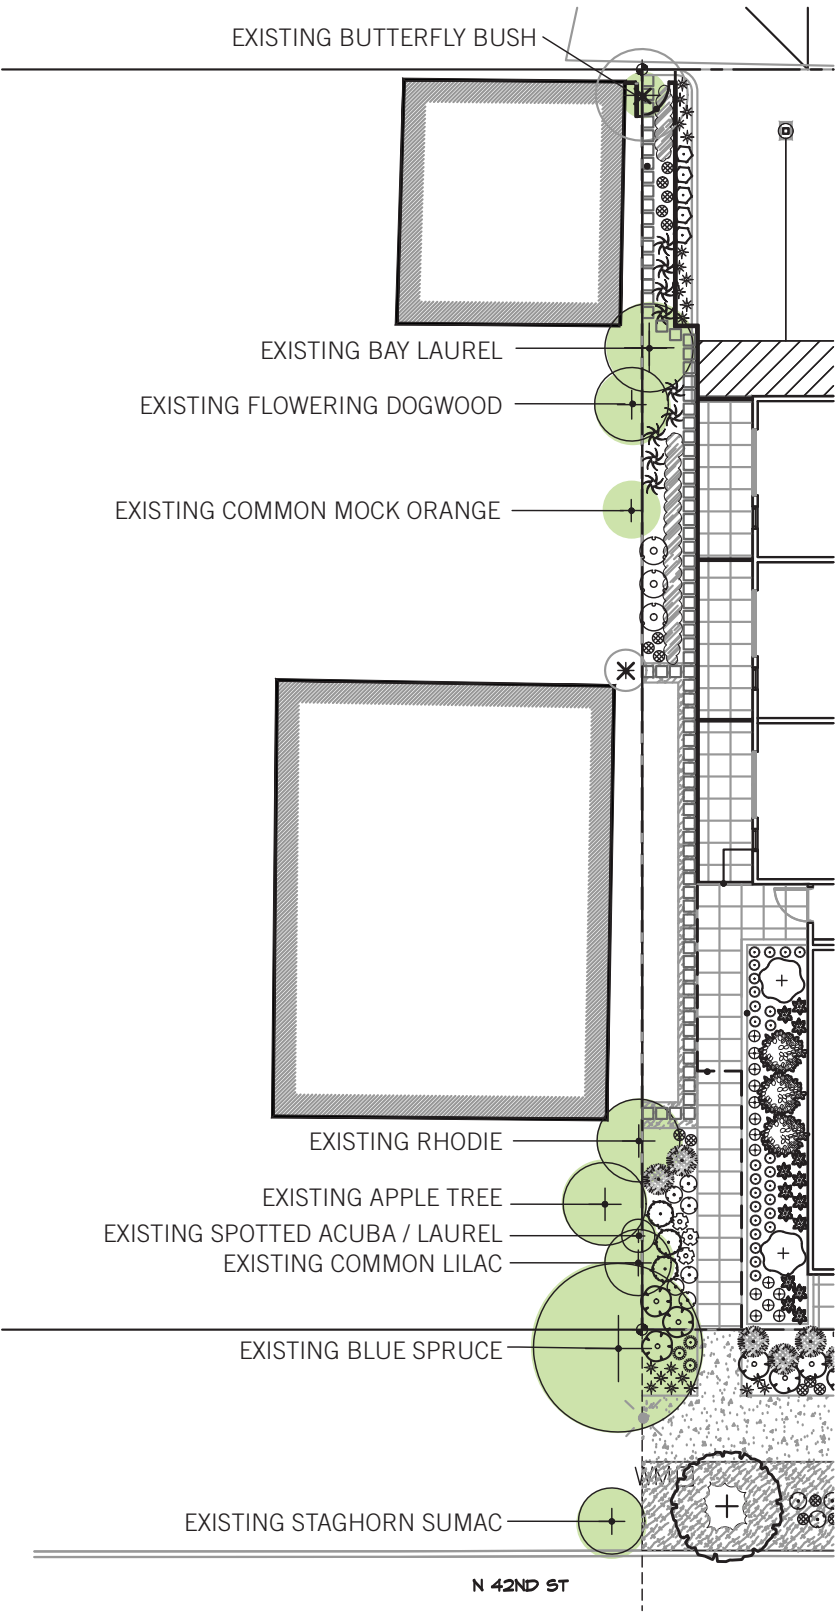 EXISTING BUTTERFLY BUSH
EXISTING BAY LAUREL
EXISTING FLOWERING DOGWOOD
EXISTING COMMON MOCK ORANGE
EXISTING RHODIE
EXISTING APPLE TREE
EXISTING SPOTTED ACUBA / LAUREL
EXISTING COMMON LILAC
EXISTING BLUE SPRUCE
WM
EXISTING STAGHORN SUMAC
N 42ND ST